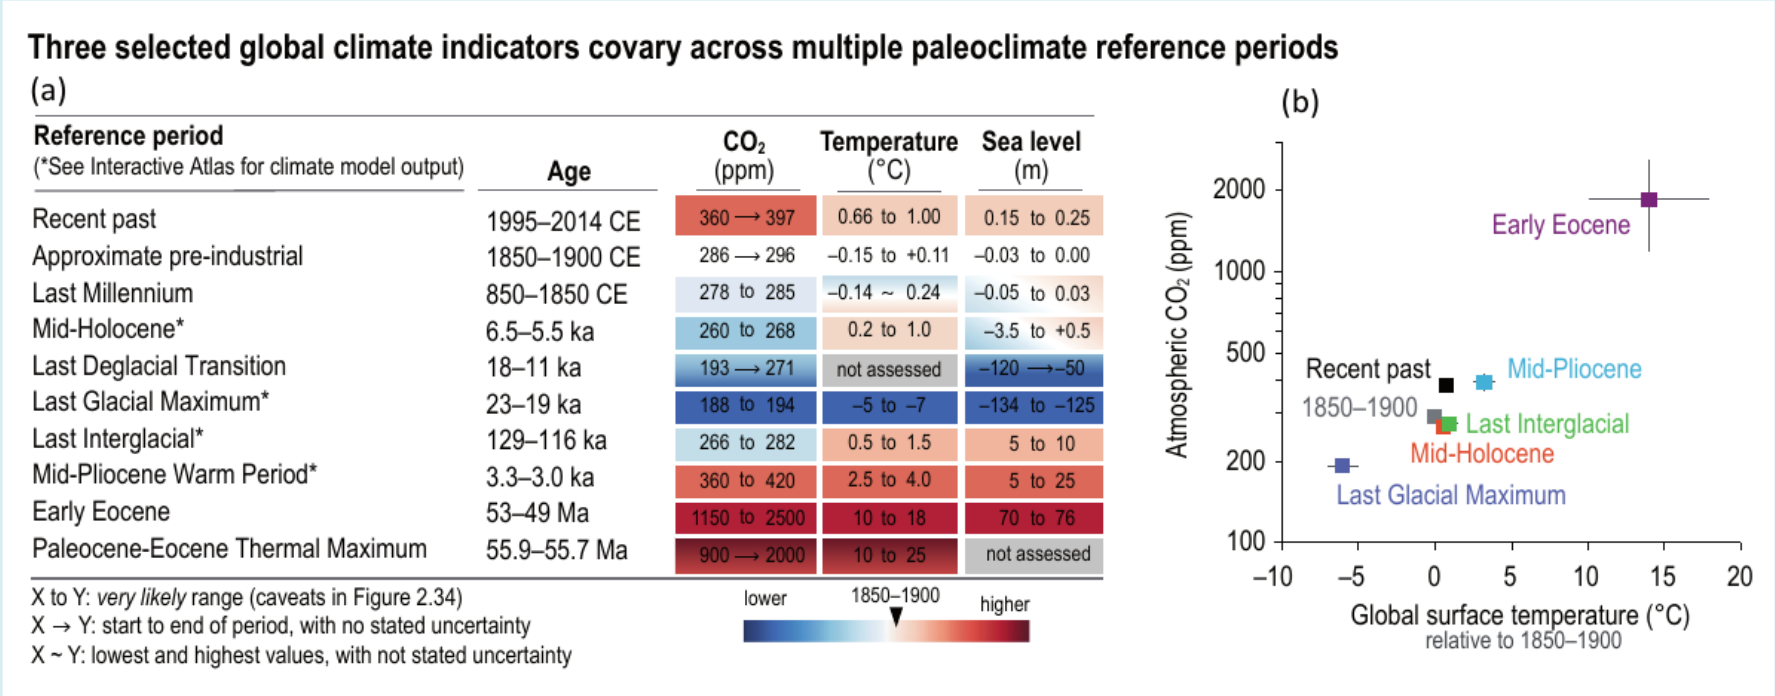 Three selected global climate indicators covary across multiple paleoclimate reference periods
(a)
Reference period
(*See Interactive Atlas for climate model output)
Age
CO₂
(ppm)
Temperature
(°C)
Sea level
(m)
Recent past 1995–2014 CE 360 → 397 0.66 to 1.00 0.15 to 0.25
Approximate pre-industrial 1850–1900 CE 286 → 296 –0.15 to +0.11 –0.03 to 0.00
Last Millennium 850–1850 CE 278 to 285 –0.14 ~ 0.24 –0.05 to 0.03
Mid-Holocene* 6.5–5.5 ka 260 to 268 0.2 to 1.0 –3.5 to +0.5
Last Deglacial Transition 18–11 ka 193 → 271 not assessed –120 → –50
Last Glacial Maximum* 23–19 ka 188 to 194 –5 to –7 –134 to –125
Last Interglacial* 129–116 ka 266 to 282 0.5 to 1.5 5 to 10
Mid-Pliocene Warm Period* 3.3–3.0 ka 360 to 420 2.5 to 4.0 5 to 25
Early Eocene 53–49 Ma 1150 to 2500 10 to 18 70 to 76
Paleocene-Eocene Thermal Maximum 55.9–55.7 Ma 900 → 2000 10 to 25 not assessed
X to Y: very likely range (caveats in Figure 2.34)
X → Y: start to end of period, with no stated uncertainty
X ~ Y: lowest and highest values, with not stated uncertainty
lower 1850–1900 higher
(b)
Atmospheric CO₂ (ppm)
2000
1000
500
200
100
Early Eocene
Recent past
Mid-Pliocene
1850–1900
Last Interglacial
Mid-Holocene
Last Glacial Maximum
–10 –5 0 5 10 15 20
Global surface temperature (°C)
relative to 1850–1900